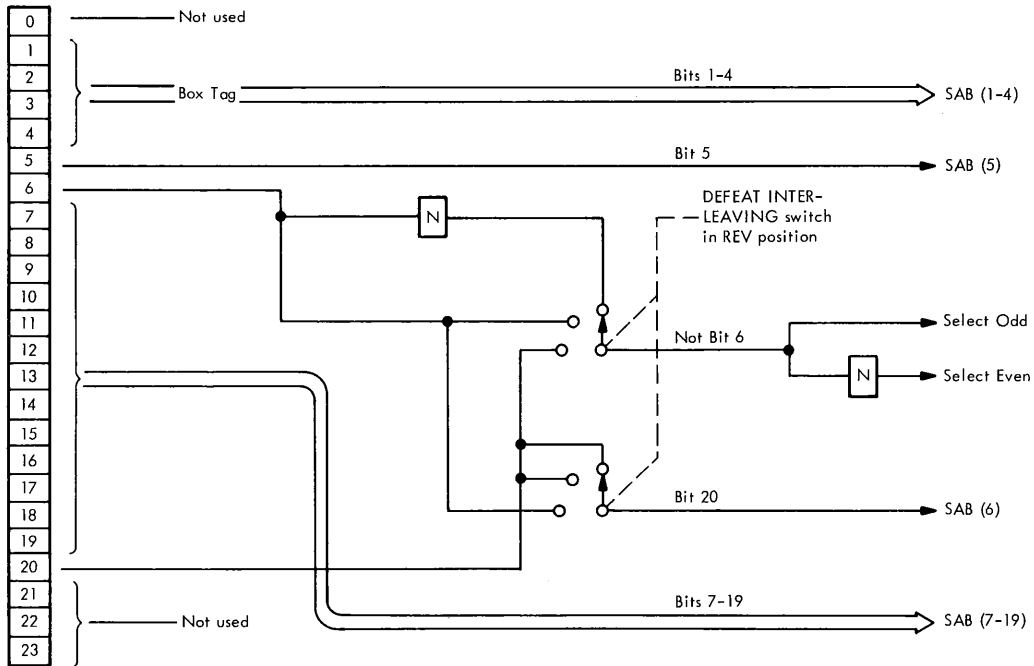 0
Not used
1
2
Bits 1-4
3
Box Tag
SAB (1-4)
4
5
Bit 5
SAB (5)
6
7
N
DEFEAT INTER-
LEAVING switch
in REV position
8
9
10
11
Select Odd
12
Not Bit 6
13
N
Select Even
14
15
16
17
18
Bit 20
SAB (6)
19
20
21
Bits 7-19
22
Not used
SAB (7-19)
23